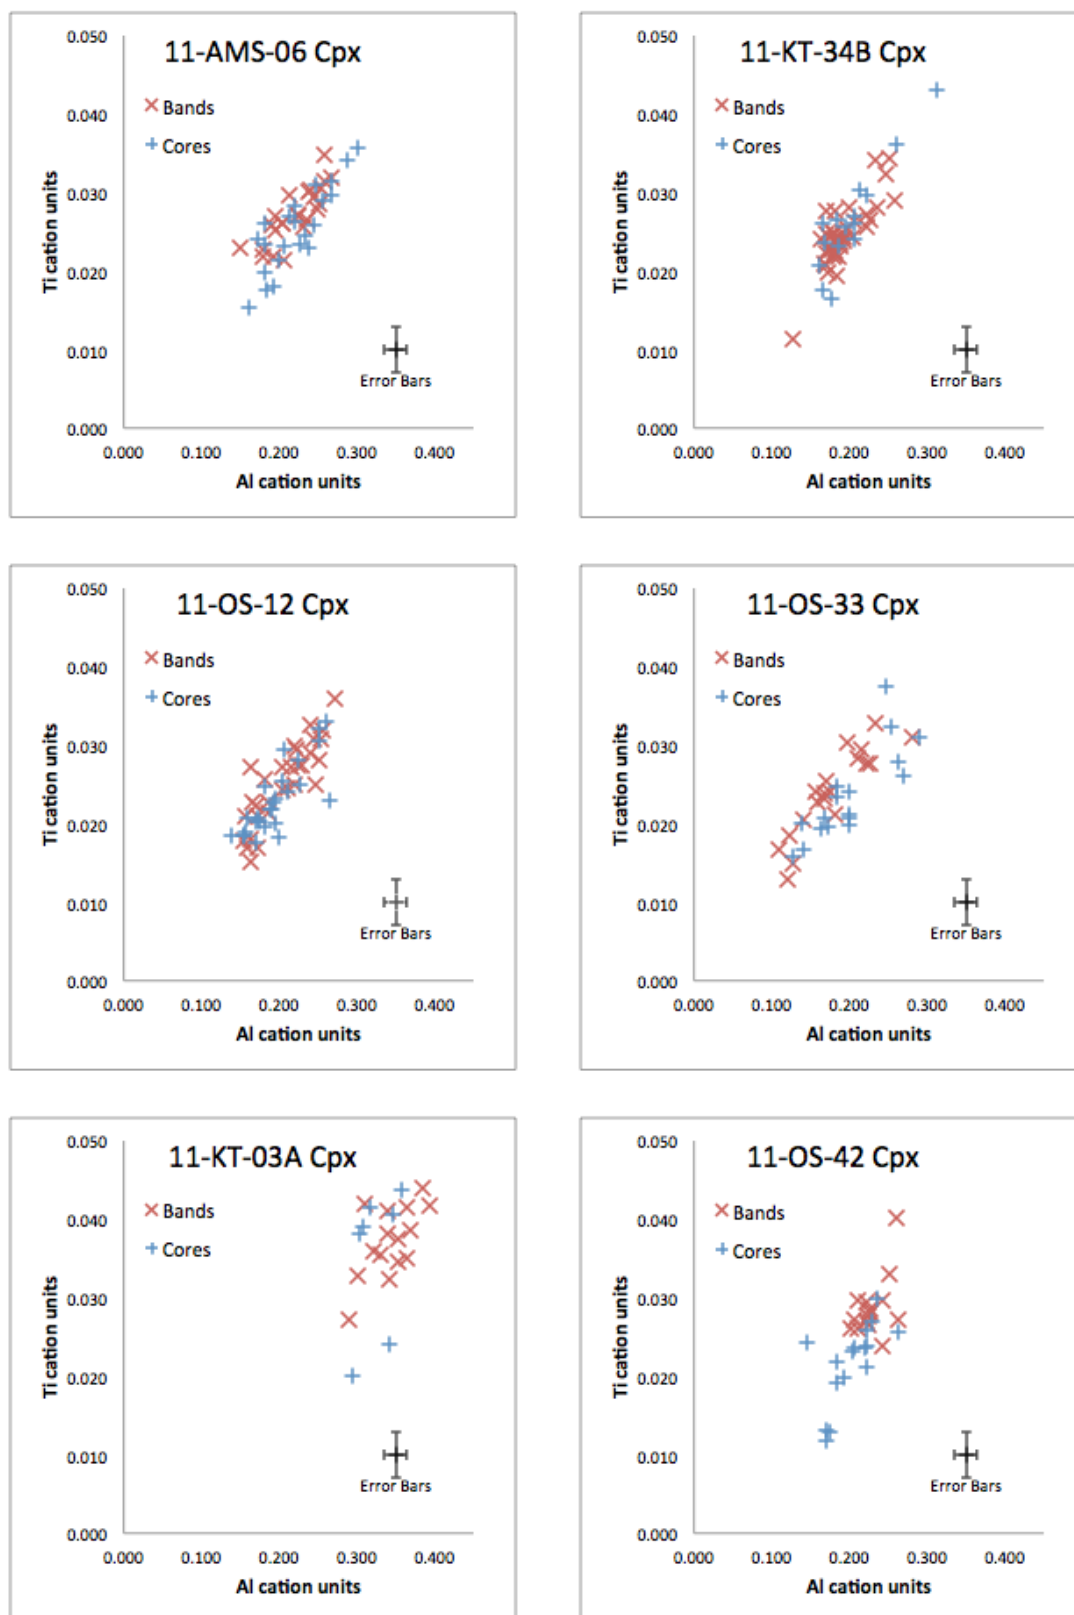 11-AMS-06 Cpx
Bands
Cores
0.050
0.040
0.030
0.020
0.010
0.000
Ti cation units
Error Bars
0.000 0.100 0.200 0.300 0.400
Al cation units
11-KT-34B Cpx
Bands
Cores
0.050
0.040
0.030
0.020
0.010
0.000
Ti cation units
Error Bars
0.000 0.100 0.200 0.300 0.400
Al cation units
11-OS-12 Cpx
Bands
Cores
0.050
0.040
0.030
0.020
0.010
0.000
Ti cation units
Error Bars
0.000 0.100 0.200 0.300 0.400
Al cation units
11-OS-33 Cpx
Bands
Cores
0.050
0.040
0.030
0.020
0.010
0.000
Ti cation units
Error Bars
0.000 0.100 0.200 0.300 0.400
Al cation units
11-KT-03A Cpx
Bands
Cores
0.050
0.040
0.030
0.020
0.010
0.000
Ti cation units
Error Bars
0.000 0.100 0.200 0.300 0.400
Al cation units
11-OS-42 Cpx
Bands
Cores
0.050
0.040
0.030
0.020
0.010
0.000
Ti cation units
Error Bars
0.000 0.100 0.200 0.300 0.400
Al cation units